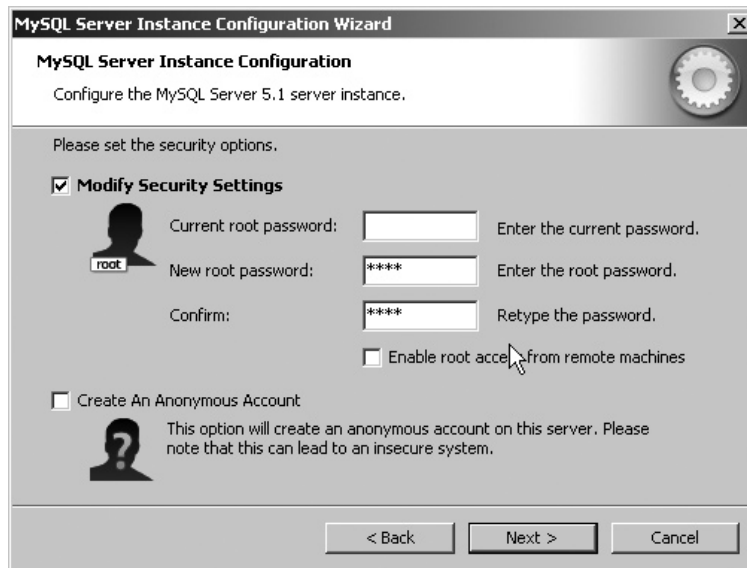 MySQL Server Instance Configuration Wizard
MySQL Server Instance Configuration
Configure the MySQL Server 5.1 server instance.
Please set the security options.
Modify Security Settings
Current root password: Enter the current password.
root
New root password: **** Enter the root password.
Confirm: **** Retype the password.
Enable root acce from remote machines
Create An Anonymous Account
This option will create an anonymous account on this server. Please
note that this can lead to an insecure system.
< Back Next > Cancel